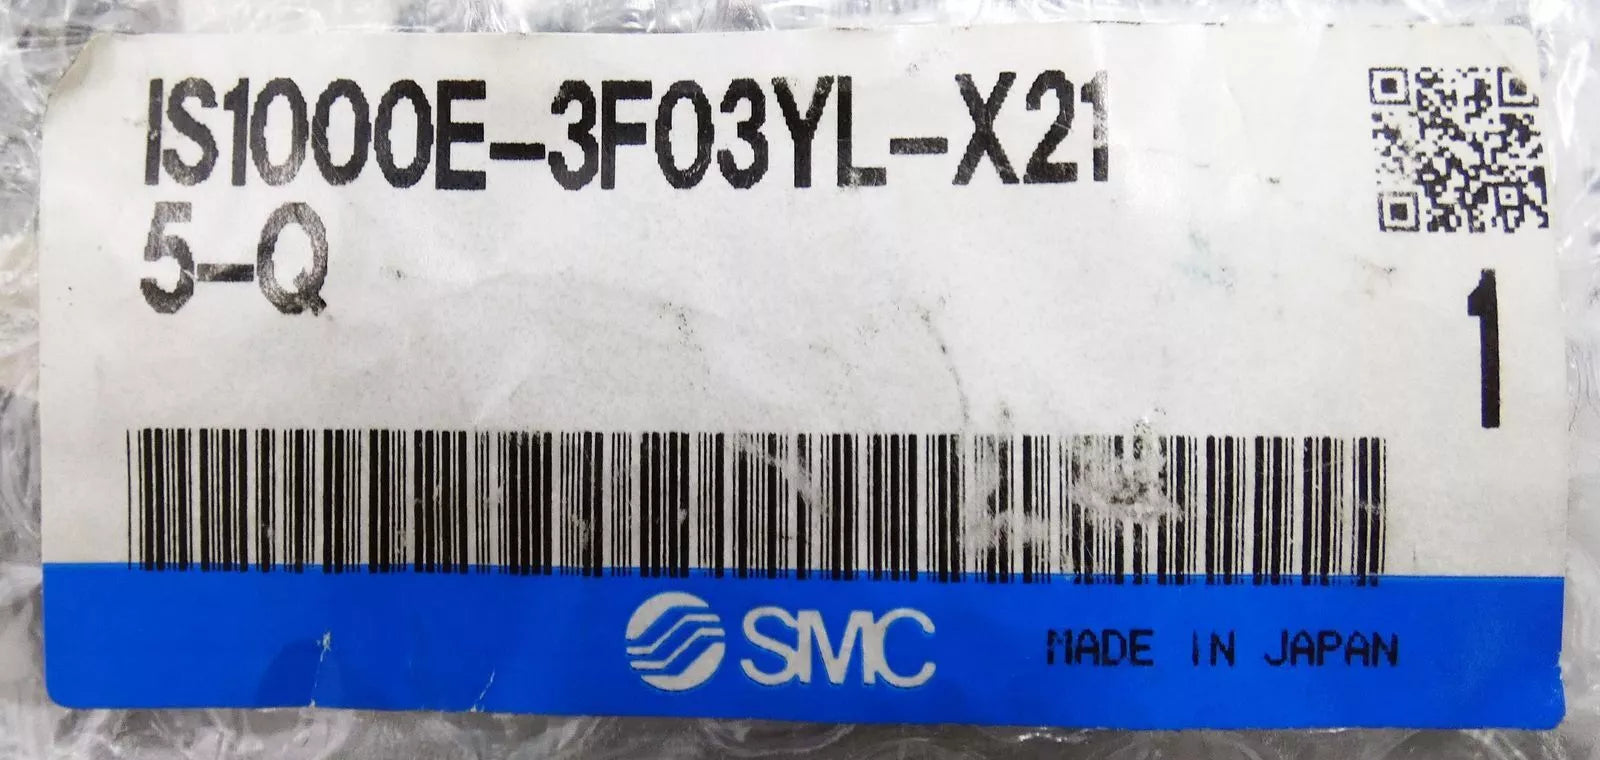 IS1000E-3F03YL-X21
5-Q
1
SMC
MADE IN JAPAN